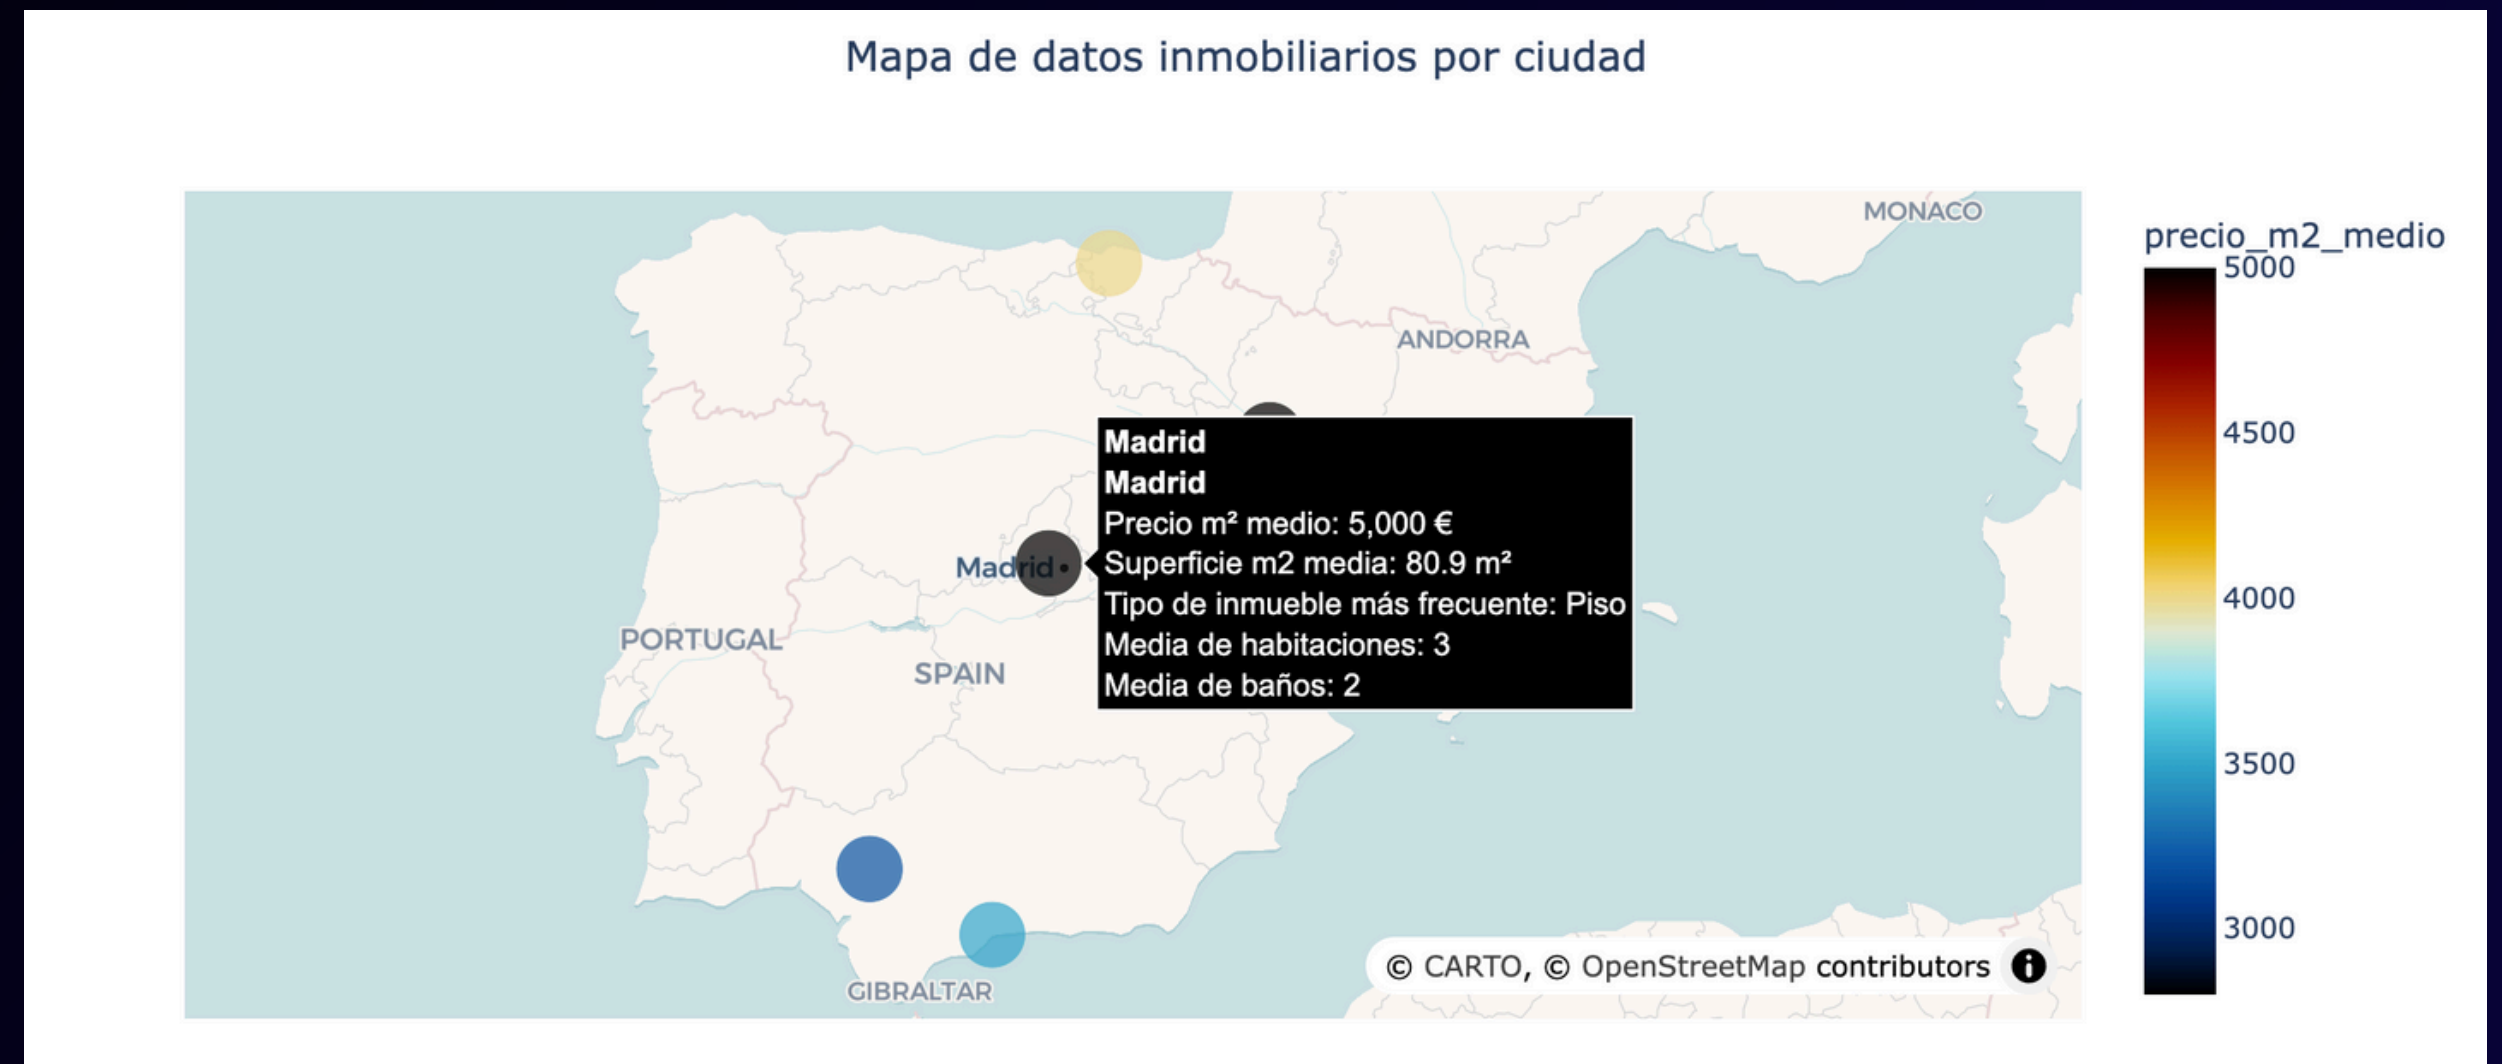 Mapa de datos inmobiliarios por ciudad
MONACO
precio_m2_medio
5000
ANDORRA
4500
Madrid
Madrid
Precio m² medio: 5,000 €
Madrid
Superficie m2 media: 80.9 m²
Tipo de inmueble más frecuente: Piso
4000
PORTUGAL
Media de habitaciones: 3
SPAIN
Media de baños: 2
3500
3000
© CARTO, © OpenStreetMap contributors
GIBRALTAR